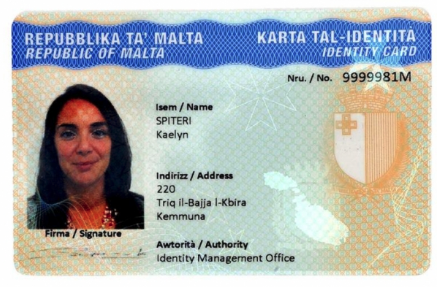 REPUBBLIKA TA' MALTA
REPUBLIC OF MALTA
KARTA TAL-IDENTITÀ
IDENTITY CARD
Nru. / No. 9999981M
Isem / Name
SPITERI
Kaelyn
Indirizz / Address
220
Triq il-Bajja l-Kbira
Kemmuna
Firma / Signature
Awtorità / Authority
Identity Management Office